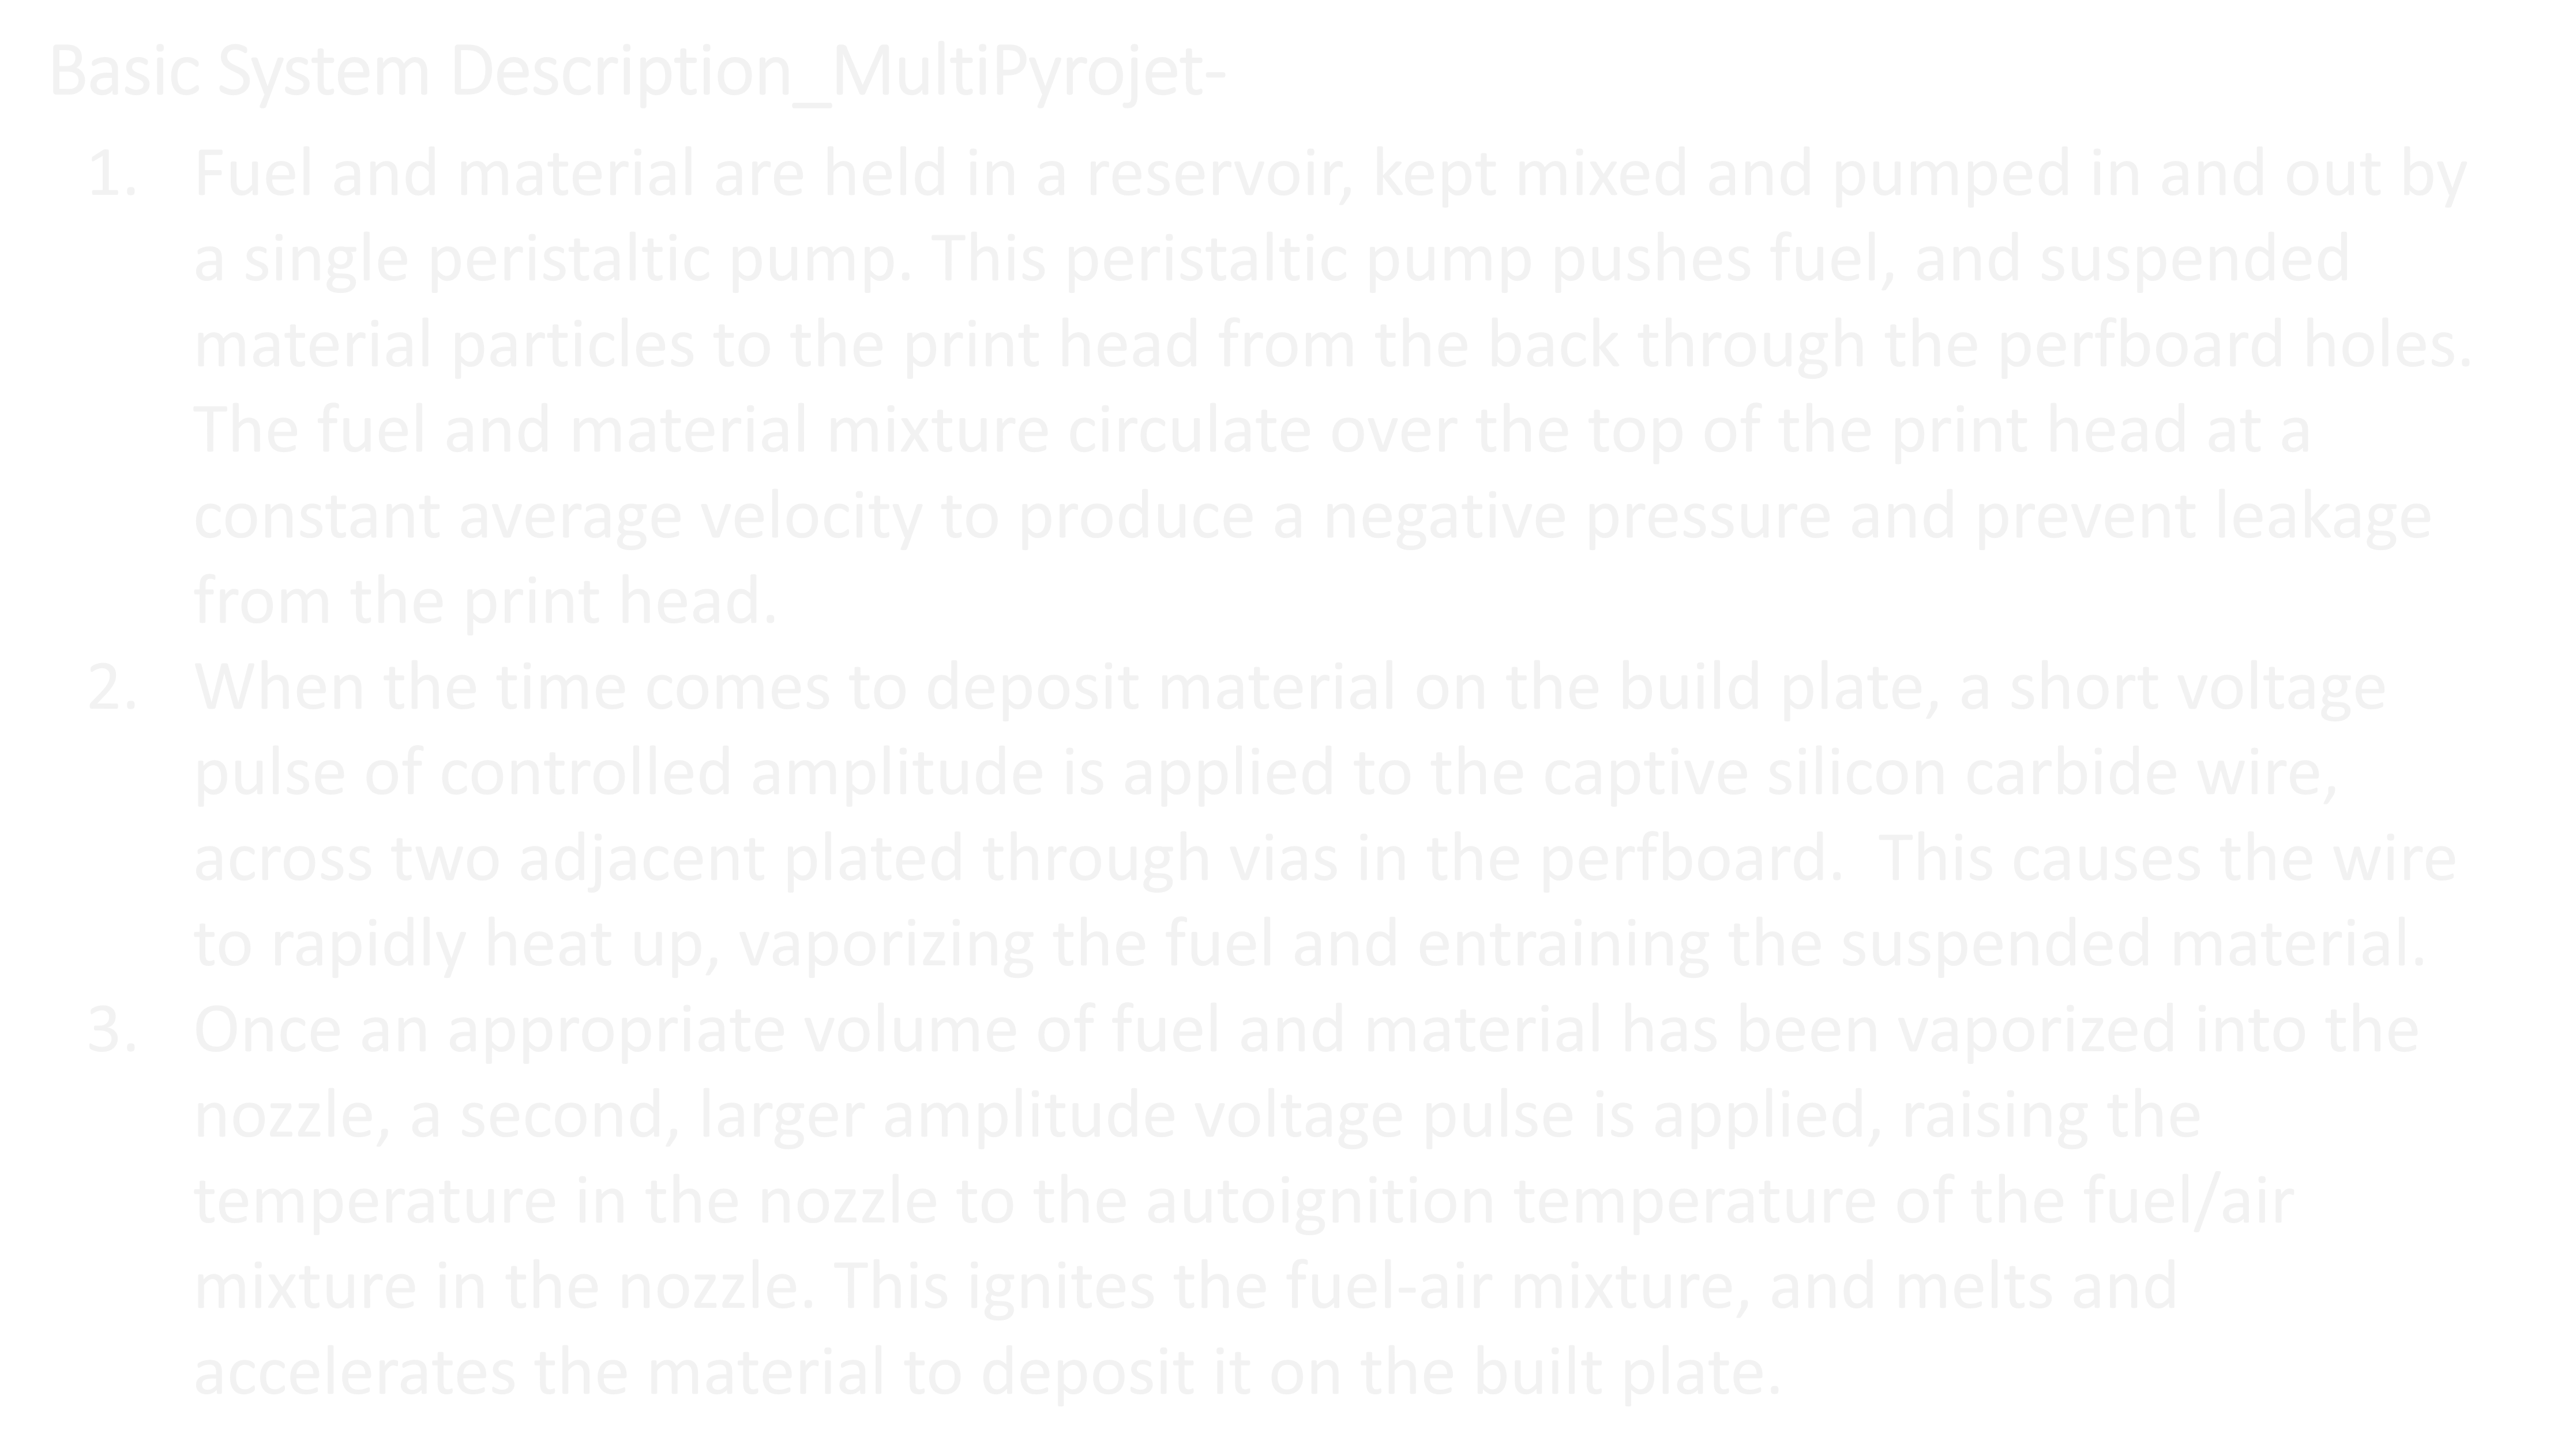 Basic System Description_MultiPyrojet-
1. Fuel and material are held in a reservoir, kept mixed and pumped in and out by
a single peristaltic pump. This peristaltic pump pushes fuel, and suspended
material particles to the print head from the back through the perfboard holes.
The fuel and material mixture circulate over the top of the print head at a
constant average velocity to produce a negative pressure and prevent leakage
from the print head.
2. When the time comes to deposit material on the build plate, a short voltage
pulse of controlled amplitude is applied to the captive silicon carbide wire,
across two adjacent plated through vias in the perfboard.  This causes the wire
to rapidly heat up, vaporizing the fuel and entraining the suspended material.
3. Once an appropriate volume of fuel and material has been vaporized into the
nozzle, a second, larger amplitude voltage pulse is applied, raising the
temperature in the nozzle to the autoignition temperature of the fuel/air
mixture in the nozzle. This ignites the fuel-air mixture, and melts and
accelerates the material to deposit it on the built plate.